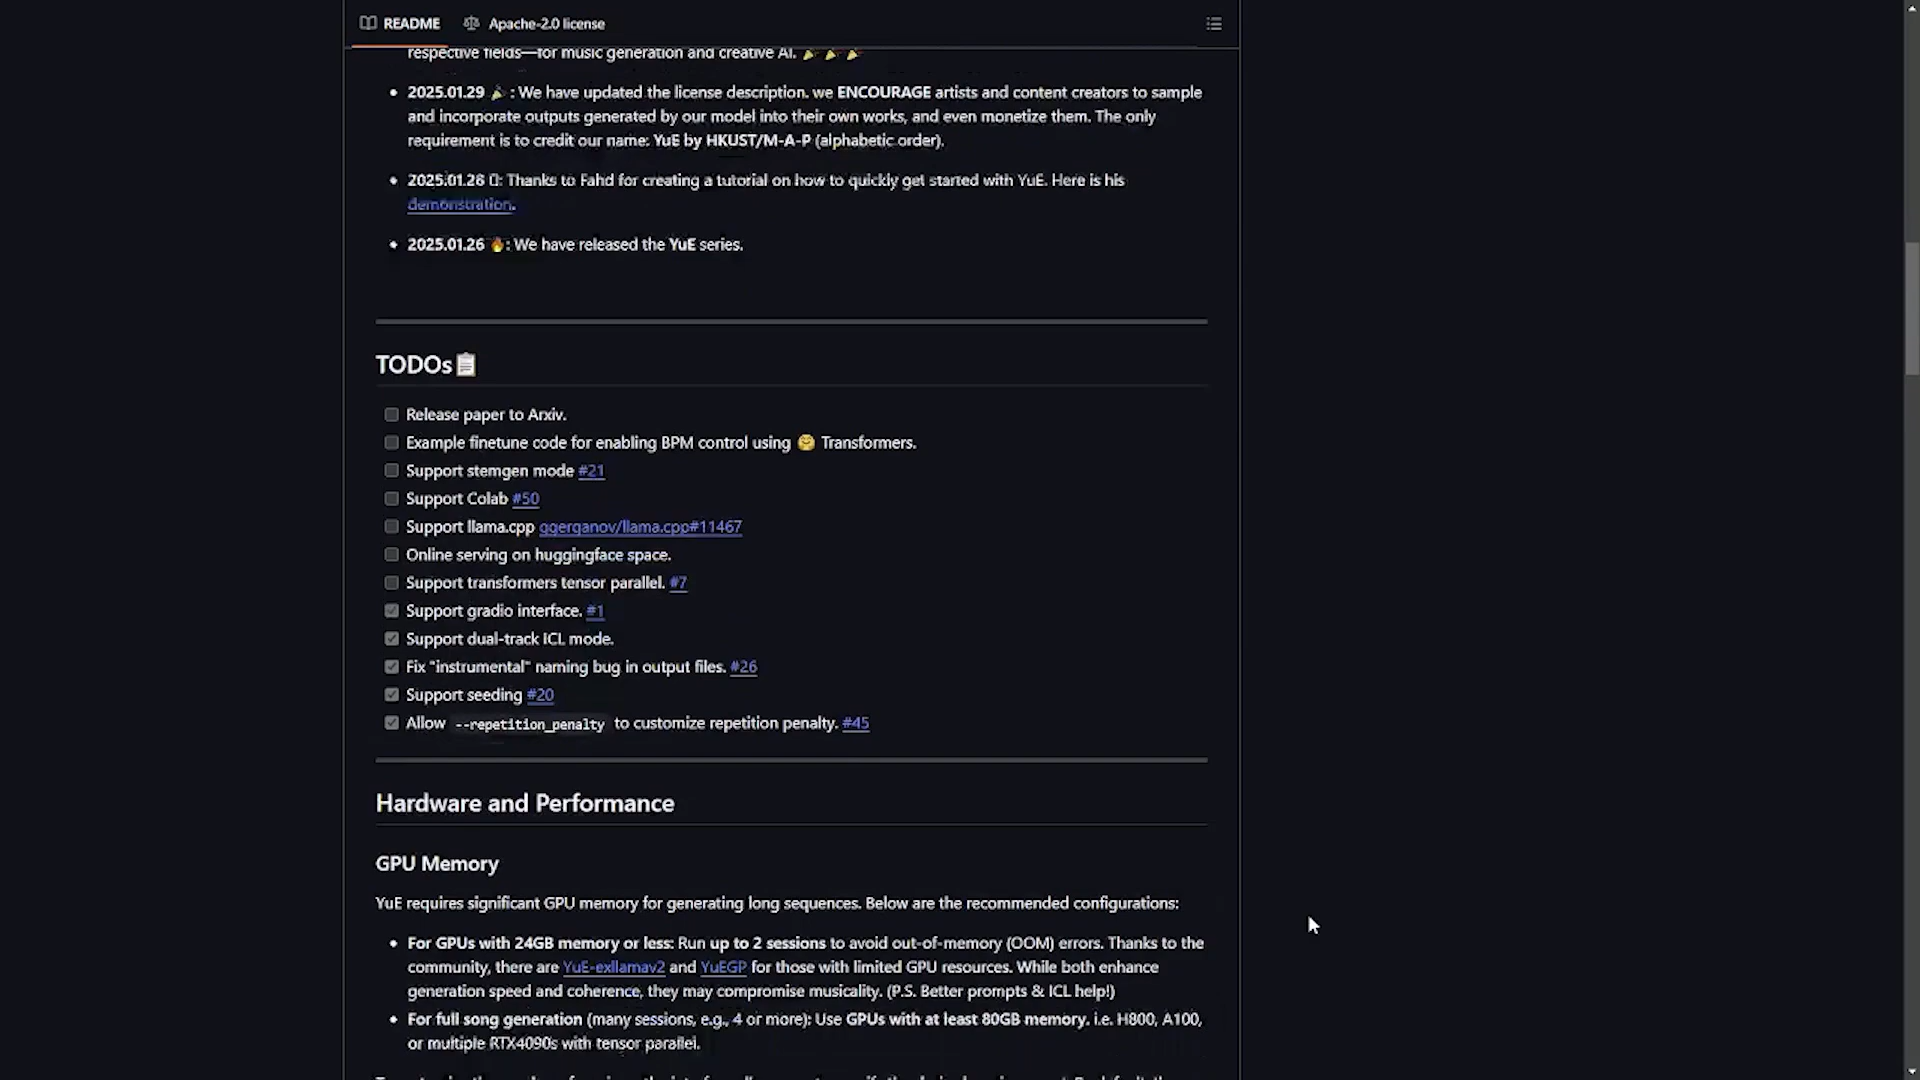 README Apache-2.0 license
respective fields—for music generation and creative AI. 🎉 🎉 🎉
• 2025.01.29 🎉 : We have updated the license description. we ENCOURAGE artists and content creators to sample
and incorporate outputs generated by our model into their own works, and even monetize them. The only
requirement is to credit our name: YuE by HKUST/M-A-P (alphabetic order).
• 2025.01.28 : Thanks to Fahd for creating a tutorial on how to quickly get started with YuE. Here is his
demonstration.
• 2025.01.26 🔥: We have released the YuE series.
TODOs📋
Release paper to Arxiv.
Example finetune code for enabling BPM control using 🤗 Transformers.
Support stemgen mode #21
Support Colab #50
Support llama.cpp ggerganov/llama.cpp#11467
Online serving on huggingface space.
Support transformers tensor parallel. #7
Support gradio interface. #1
Support dual-track ICL mode.
Fix "instrumental" naming bug in output files. #26
Support seeding #20
Allow --repetition_penalty to customize repetition penalty. #45
Hardware and Performance
GPU Memory
YuE requires significant GPU memory for generating long sequences. Below are the recommended configurations:
• For GPUs with 24GB memory or less: Run up to 2 sessions to avoid out-of-memory (OOM) errors. Thanks to the
community, there are YuE-exllamav2 and YuEGP for those with limited GPU resources. While both enhance
generation speed and coherence, they may compromise musicality. (P.S. Better prompts & ICL help!)
• For full song generation (many sessions, e.g., 4 or more): Use GPUs with at least 80GB memory. i.e. H800, A100,
or multiple RTX4090s with tensor parallel.